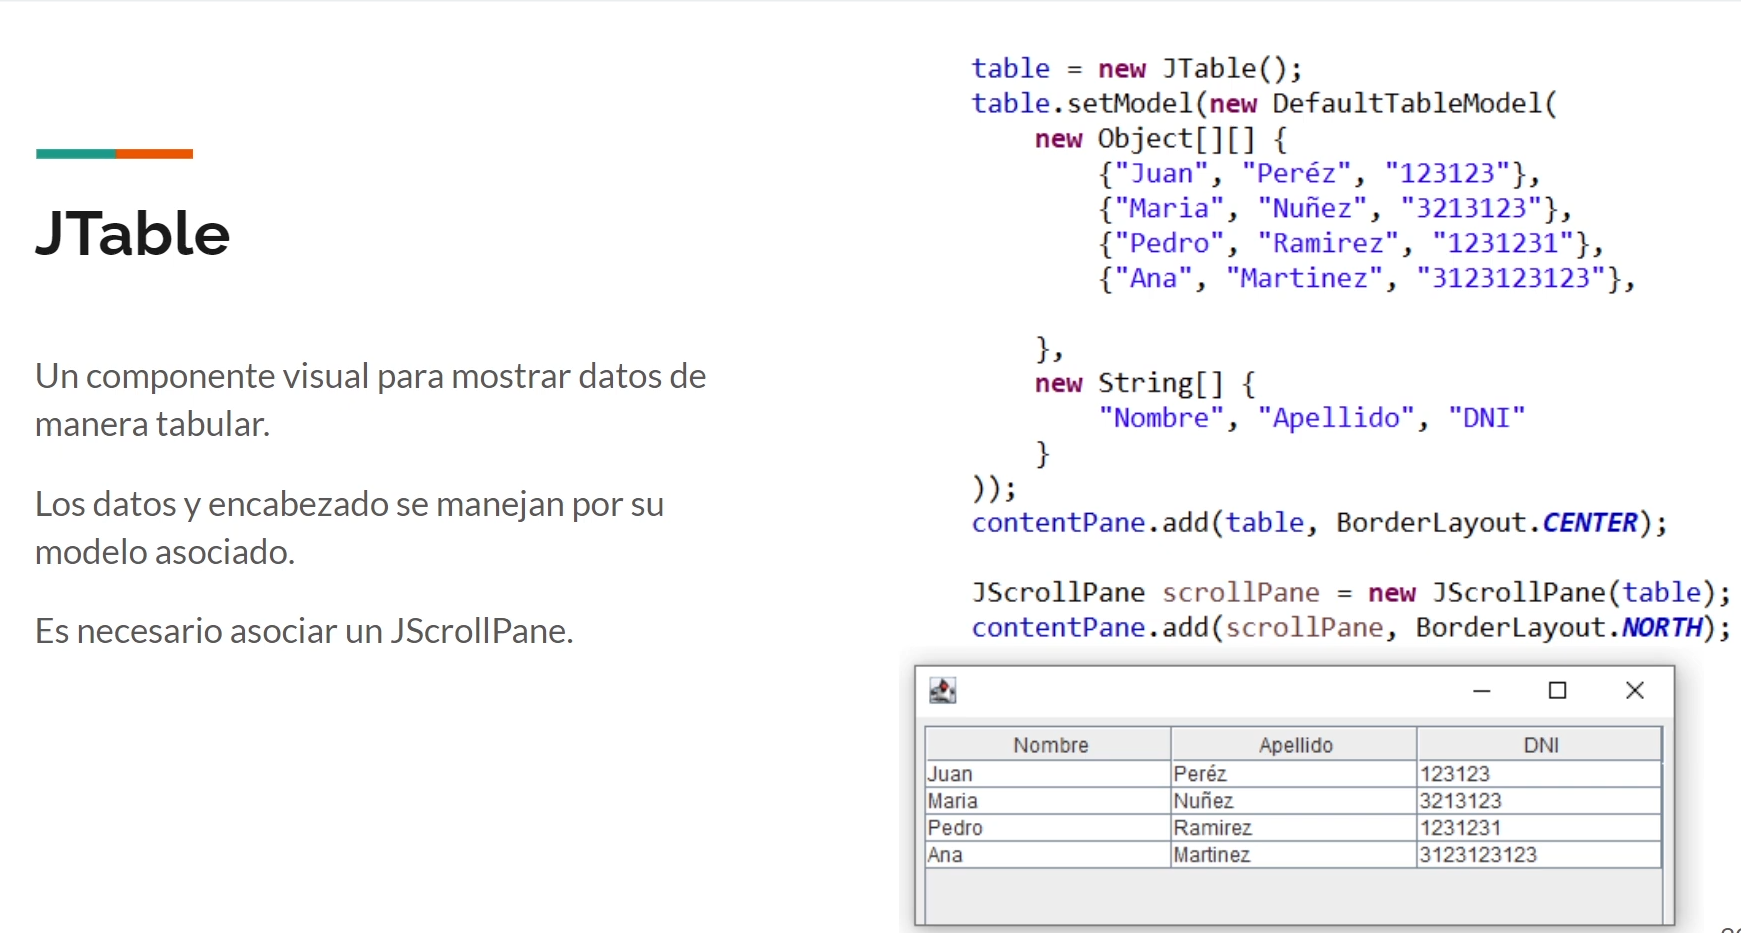 JTable
Un componente visual para mostrar datos de
manera tabular.
Los datos y encabezado se manejan por su
modelo asociado.
Es necesario asociar un JScrollPane.
table = new JTable();
table.setModel(new DefaultTableModel(
new Object[][] {
{"Juan", "Peréz", "123123"},
{"Maria", "Nuñez", "3213123"},
{"Pedro", "Ramirez", "1231231"},
{"Ana", "Martinez", "3123123123"},
},
new String[] {
"Nombre", "Apellido", "DNI"
}
));
contentPane.add(table, BorderLayout.CENTER);
JScrollPane scrollPane = new JScrollPane(table);
contentPane.add(scrollPane, BorderLayout.NORTH);
Nombre Apellido DNI
Juan Peréz 123123
Maria Nuñez 3213123
Pedro Ramirez 1231231
Ana Martinez 3123123123